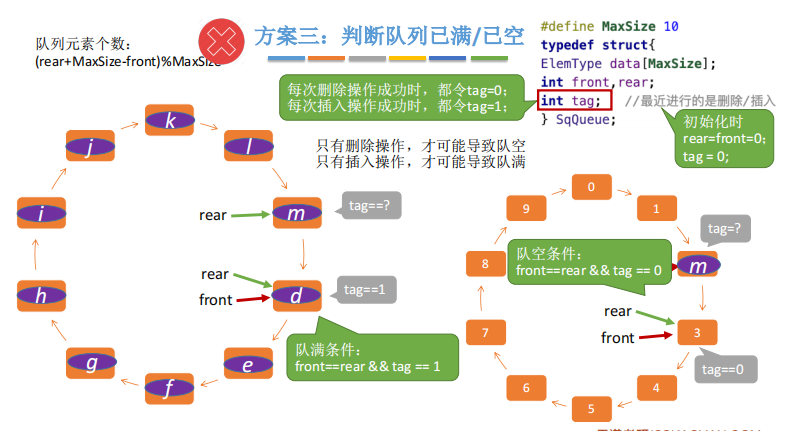 方案三：判断队列已满/已空
#define MaxSize 10
typedef struct{
ElemType data[MaxSize];
int front,rear;
int tag; //最近进行的是删除/插入
} SqQueue;
队列元素个数：
(rear+MaxSize-front)%MaxSize
每次删除操作成功时，都令tag=0；
每次插入操作成功时，都令tag=1；
初始化时
rear=front=0；
tag = 0;
只有删除操作，才可能导致队空
只有插入操作，才可能导致队满
k
j
l
i
m
rear
tag==?
h
d
rear
front
tag==1
g
e
f
队满条件：
front==rear && tag == 1
0
9
1
tag=?
8
m
队空条件：
front==rear && tag == 0
7
3
rear
front
tag==0
6
4
5